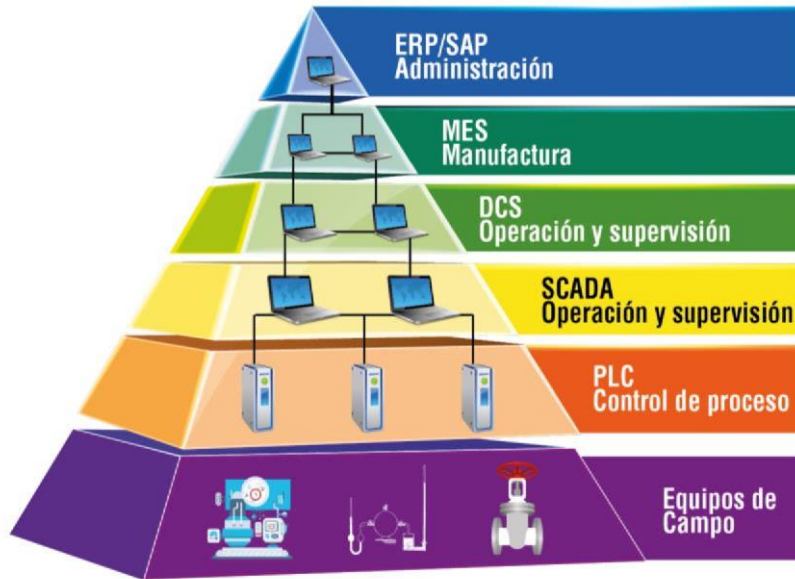 ERP/SAP
Administración
MES
Manufactura
DCS
Operación y supervisión
SCADA
Operación y supervisión
PLC
Control de proceso
Equipos de
Campo